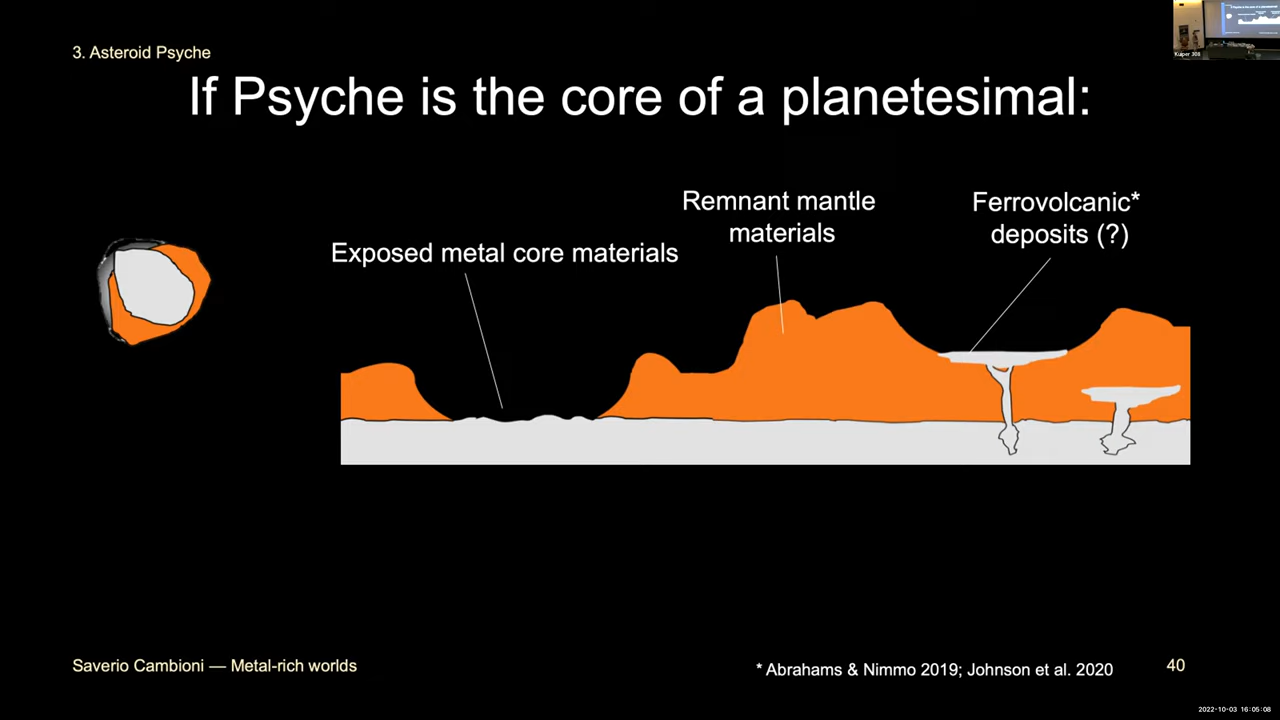 3. Asteroid Psyche
If Psyche is the core of a planetesimal:
Exposed metal core materials
Remnant mantle
materials
Ferrovolcanic*
deposits (?)
Saverio Cambioni — Metal-rich worlds
* Abrahams & Nimmo 2019; Johnson et al. 2020
40
Kuiper 308
2022-10-03 16:05:08